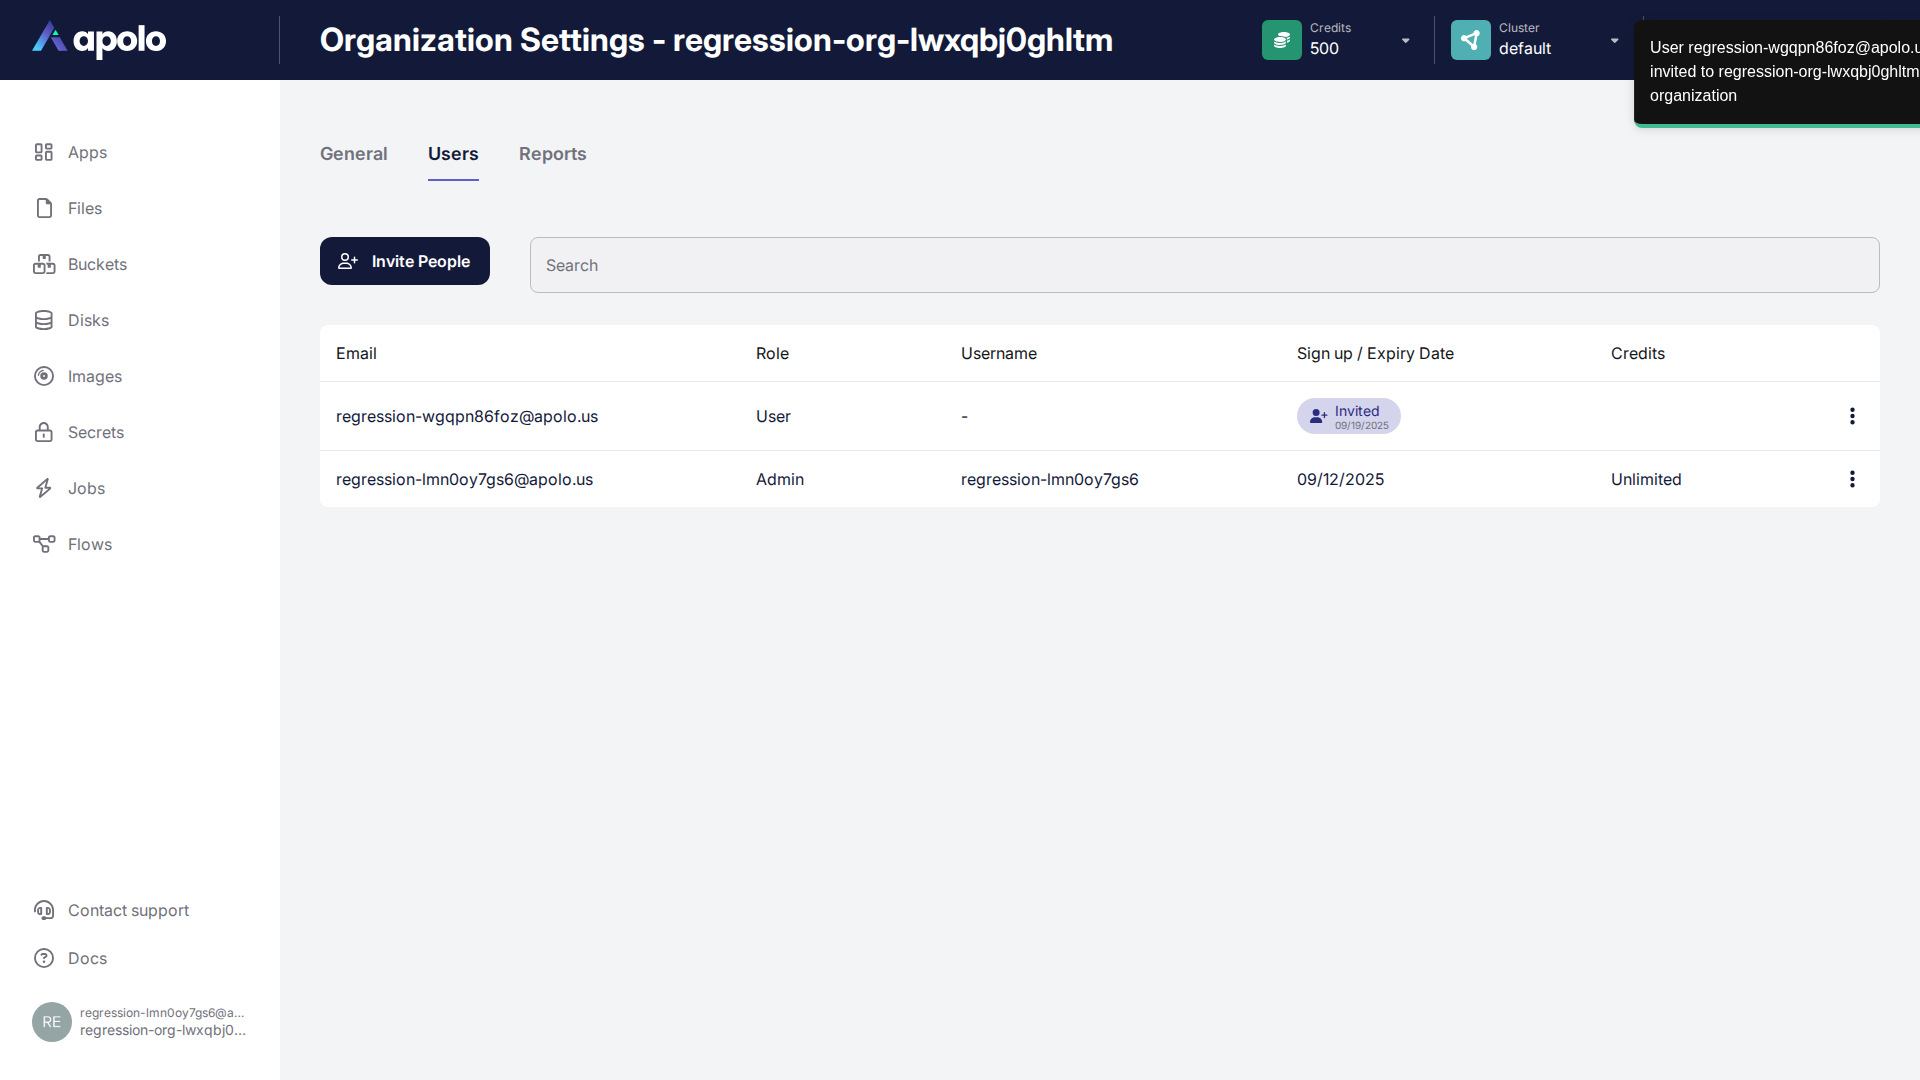 apolo
Organization Settings - regression-org-lwxqbj0ghltm
Credits
500
Cluster
default
User regression-wgqpn86foz@apolo.u
invited to regression-org-lwxqbj0ghltm
organization
Apps
Files
Buckets
Disks
Images
Secrets
Jobs
Flows
General
Users
Reports
Invite People
Search
Email
Role
Username
Sign up / Expiry Date
Credits
regression-wgqpn86foz@apolo.us
User
-
Invited
09/19/2025
regression-lmn0oy7gs6@apolo.us
Admin
regression-lmn0oy7gs6
09/12/2025
Unlimited
Contact support
Docs
RE
regression-lmn0oy7gs6@a...
regression-org-lwxqbj0...